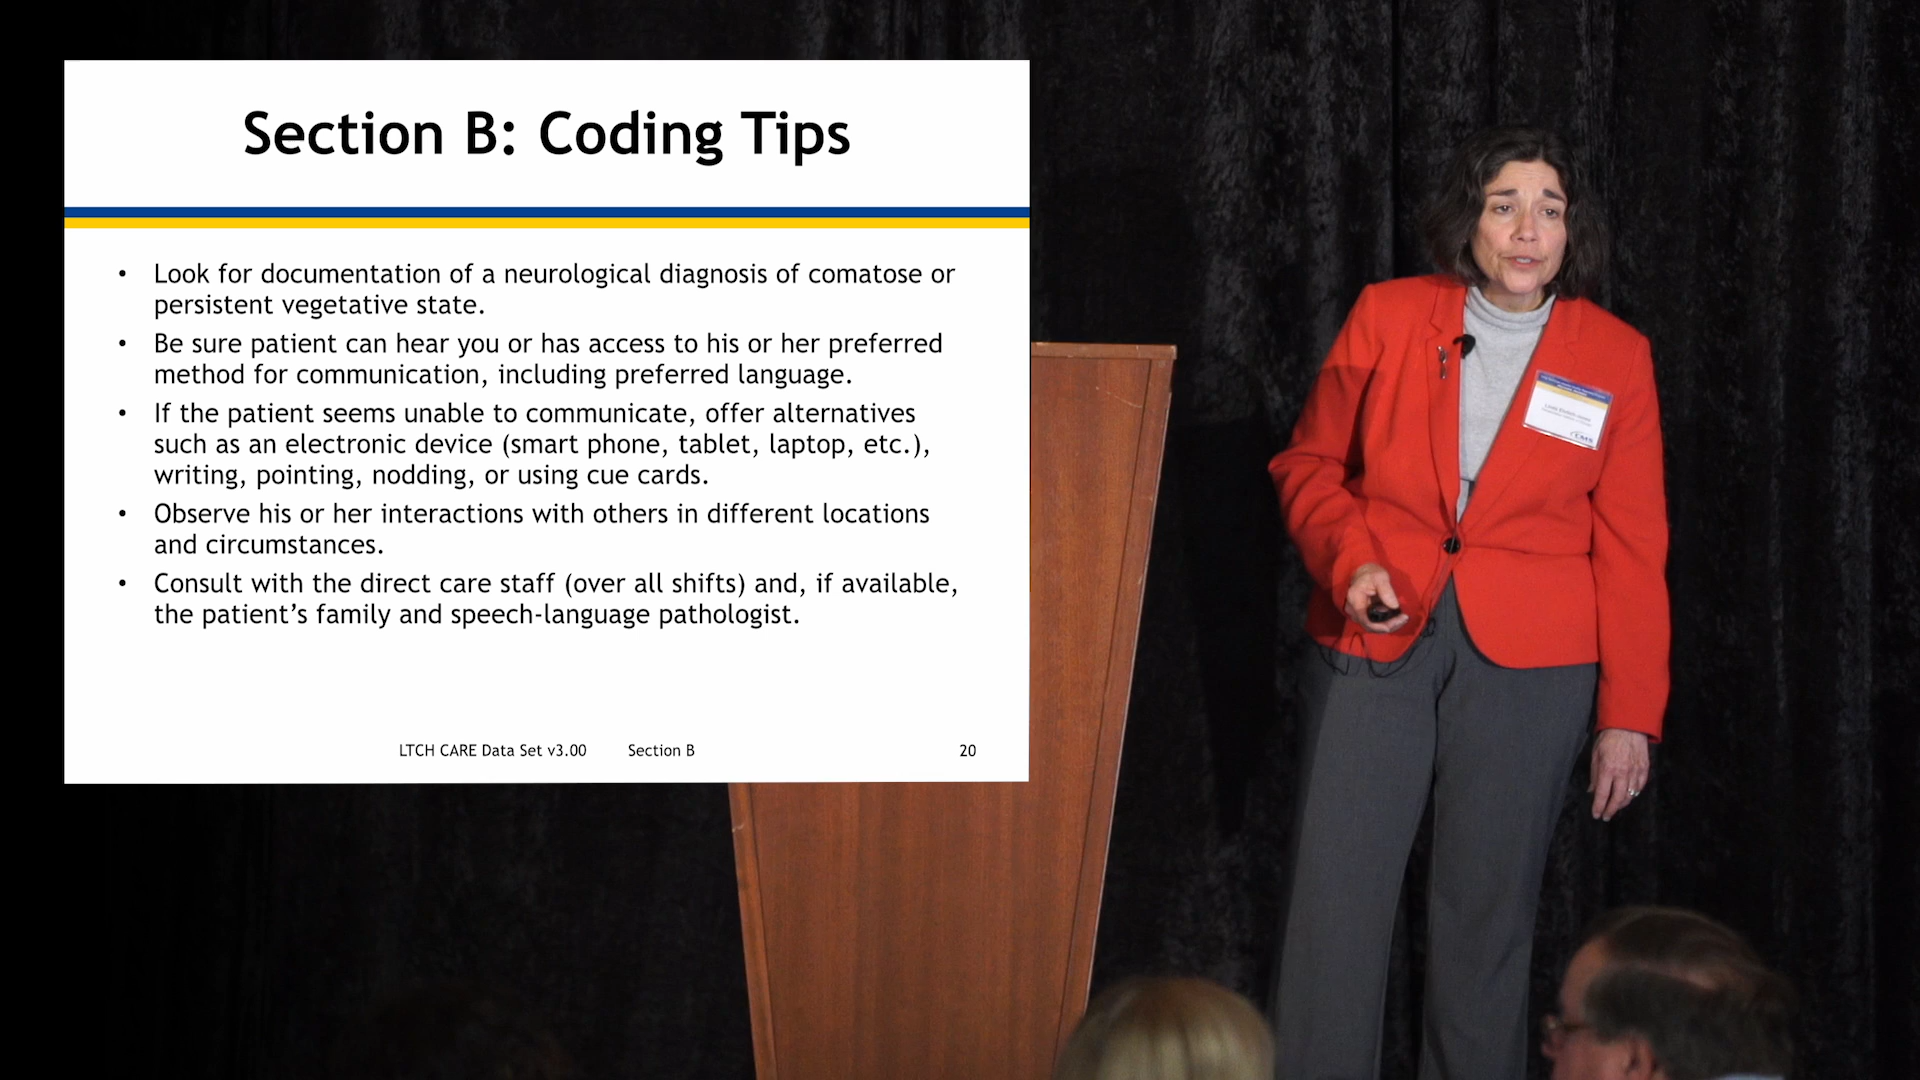 Section B: Coding Tips
• Look for documentation of a neurological diagnosis of comatose or
persistent vegetative state.
• Be sure patient can hear you or has access to his or her preferred
method for communication, including preferred language.
• If the patient seems unable to communicate, offer alternatives
such as an electronic device (smart phone, tablet, laptop, etc.),
writing, pointing, nodding, or using cue cards.
• Observe his or her interactions with others in different locations
and circumstances.
• Consult with the direct care staff (over all shifts) and, if available,
the patient’s family and speech-language pathologist.
LTCH CARE Data Set v3.00 Section B 20
CMS